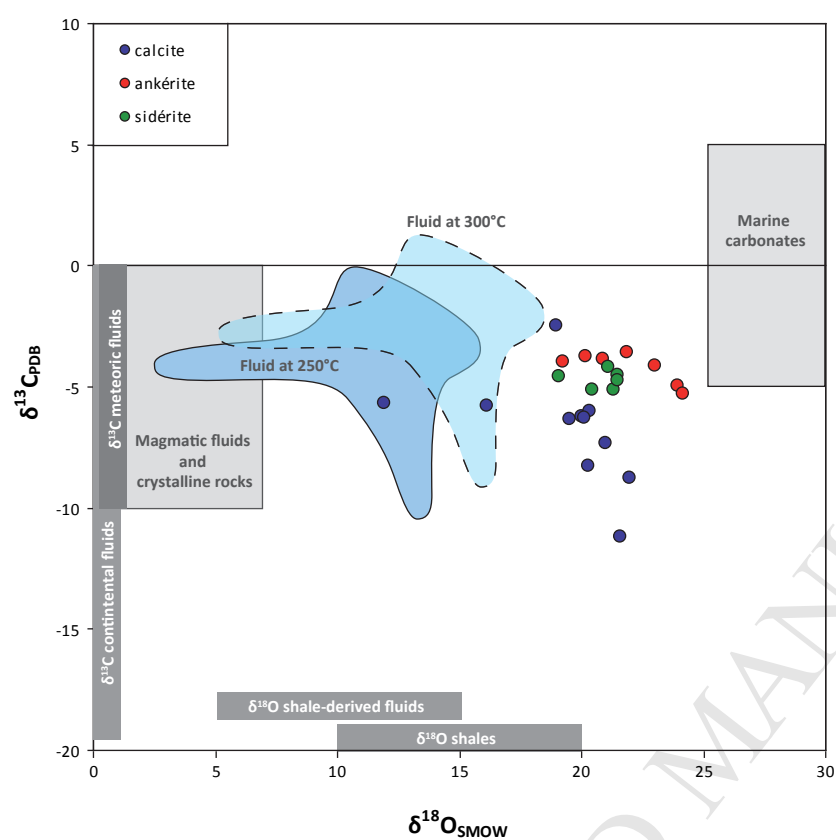 10
calcite
ankérite
sidérite
5
Fluid at 300°C
Marine
carbonates
0
δ13C meteoric fluids
Fluid at 250°C
δ13CPDB
-5
Magmatic fluids
and
crystalline rocks
-10
δ13C contintental fluids
-15
δ18O shale-derived fluids
δ18O shales
-20
0
5
10
15
20
25
30
δ18OSMOW